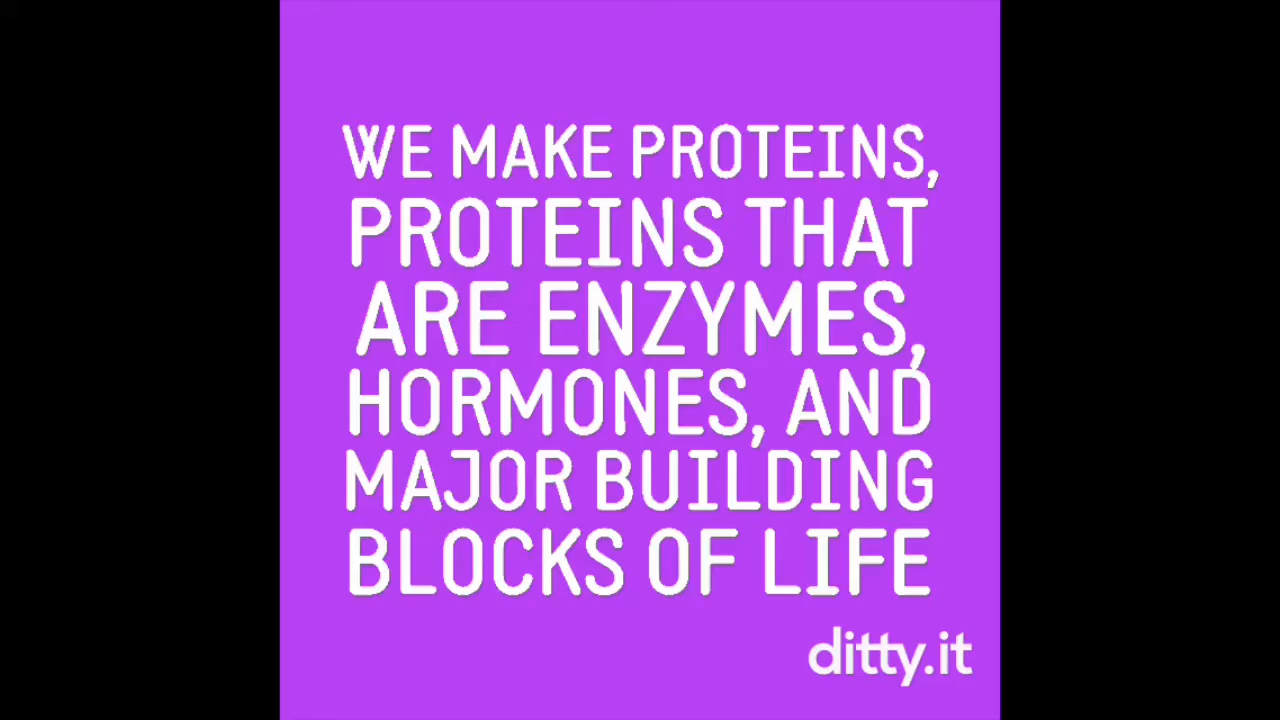 WE MAKE PROTEINS,
PROTEINS THAT
ARE ENZYMES,
HORMONES, AND
MAJOR BUILDING
BLOCKS OF LIFE
ditty.it